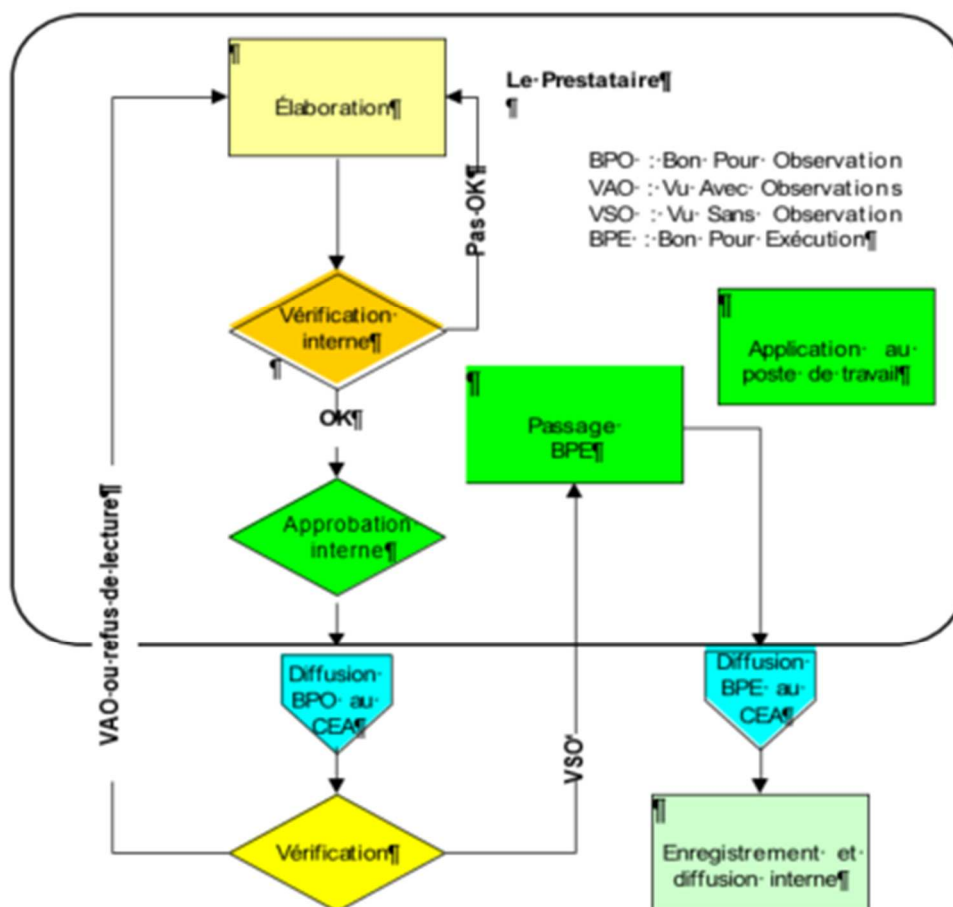 ¶
Élaboration¶
Le·Prestataire¶
¶
BPO· :·Bon· Pour· Observation
VAO· :·Vu· Avec· Observations
VSO· :·Vu· Sans· Observation
BPE· :·Bon· Pour· Exécution¶
Pas·OK¶
Vérification·
interne¶
¶
OK¶
¶
Application· au·
poste· de· travail¶
¶
Passage·
BPE¶
Approbation·
interne¶
VAO·ou·refus·de·lecture¶
Diffusion·
BPO· au·
CEA¶
Diffusion·
BPE· au·
CEA¶
VSO¶
Vérification¶
¶
Enregistrement· et·
diffusion· interne¶